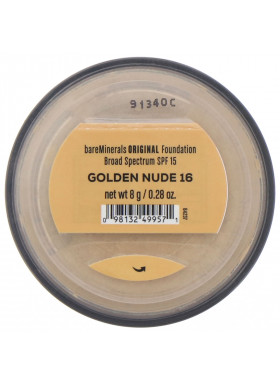 91340C
bareMinerals ORIGINAL Foundation
Broad Spectrum SPF 15
GOLDEN NUDE 16
net wt 8 g / 0.28 oz.
0 98132 49957 1